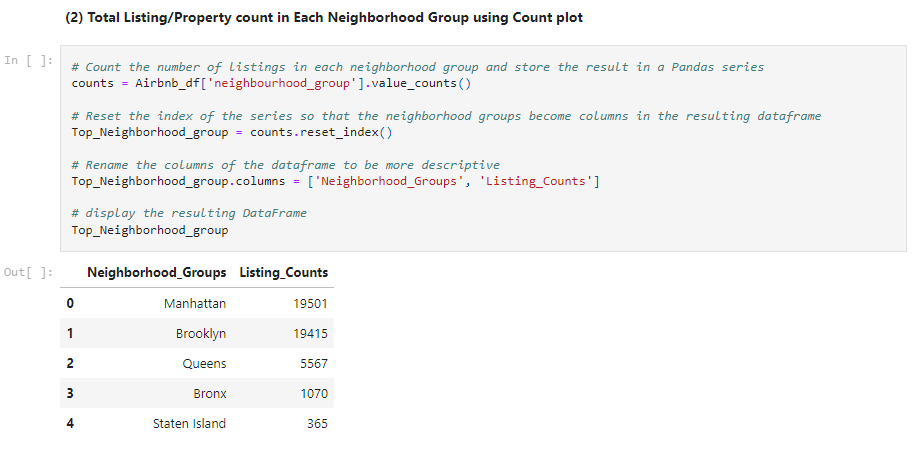 (2) Total Listing/Property count in Each Neighborhood Group using Count plot
In [ ]:
# Count the number of listings in each neighborhood group and store the result in a Pandas series
counts = Airbnb_df['neighbourhood_group'].value_counts()
# Reset the index of the series so that the neighborhood groups become columns in the resulting dataframe
Top_Neighborhood_group = counts.reset_index()
# Rename the columns of the dataframe to be more descriptive
Top_Neighborhood_group.columns = ['Neighborhood_Groups', 'Listing_Counts']
# display the resulting DataFrame
Top_Neighborhood_group
Out[ ]:
Neighborhood_Groups Listing_Counts
0 Manhattan 19501
1 Brooklyn 19415
2 Queens 5567
3 Bronx 1070
4 Staten Island 365